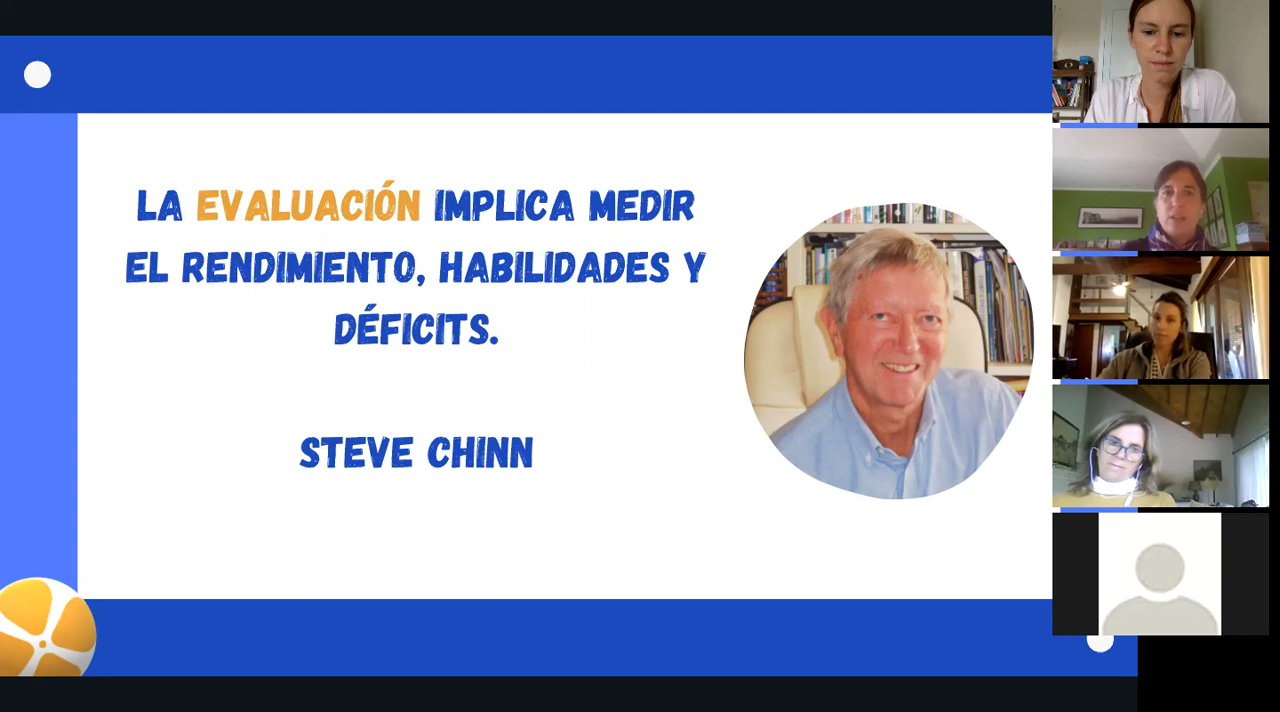 LA EVALUACIÓN IMPLICA MEDIR
EL RENDIMIENTO, HABILIDADES Y
DÉFICITS.
STEVE CHINN